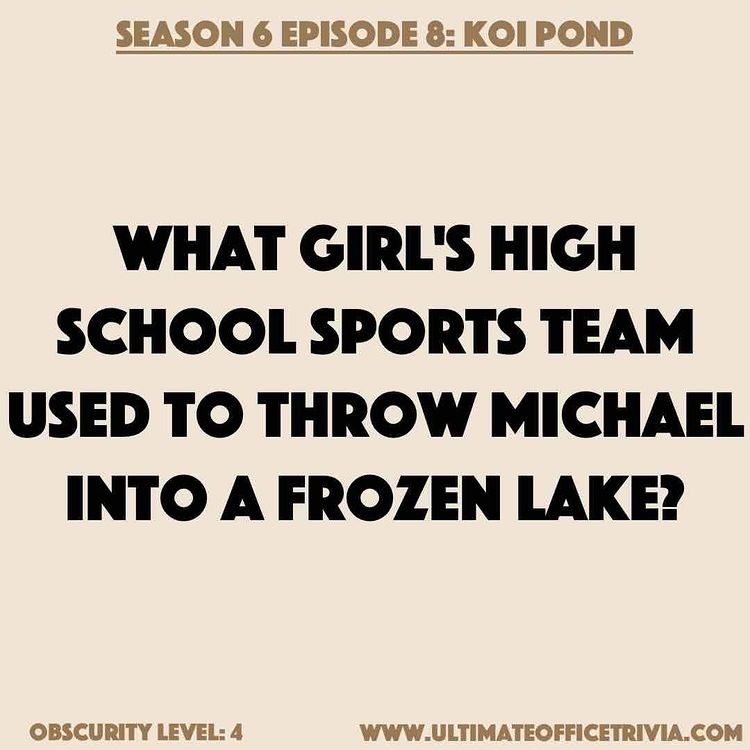 SEASON 6 EPISODE 8: KOI POND
WHAT GIRL'S HIGH
SCHOOL SPORTS TEAM
USED TO THROW MICHAEL
INTO A FROZEN LAKE?
OBSCURITY LEVEL: 4
WWW.ULTIMATEOFFICETRIVIA.COM